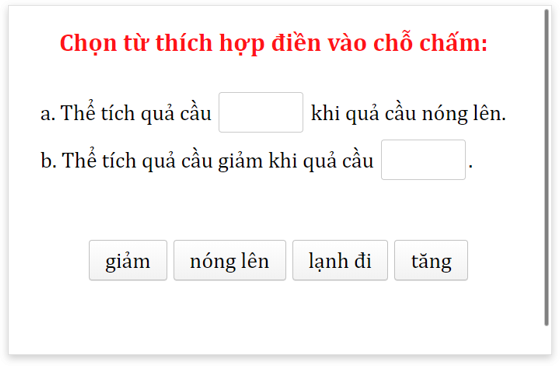 Chọn từ thích hợp điền vào chỗ chấm:
a. Thể tích quả cầu khi quả cầu nóng lên.
b. Thể tích quả cầu giảm khi quả cầu .
giảm nóng lên lạnh đi tăng